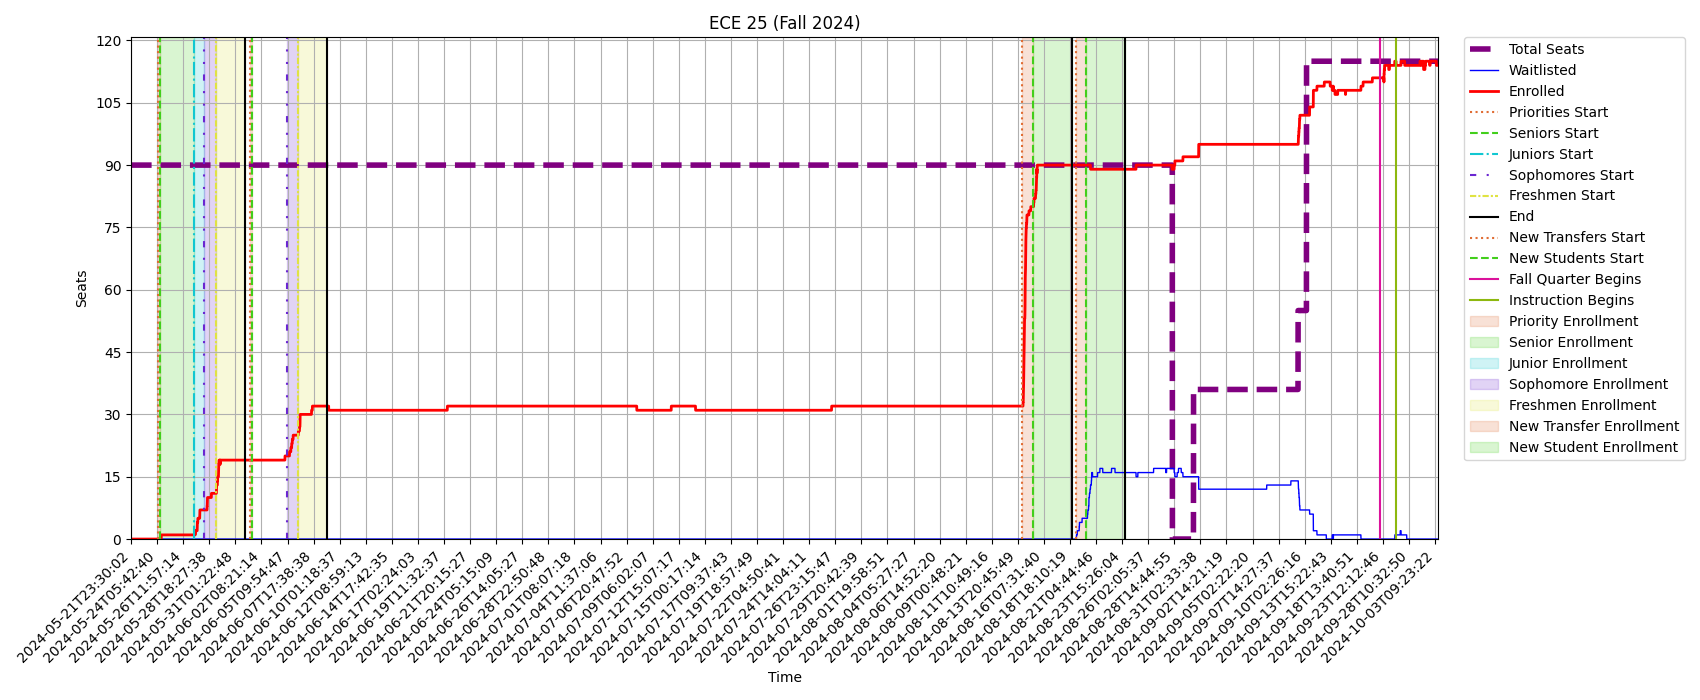 ECE 25 (Fall 2024)
120
105
90
75
60
45
30
15
0
Seats
2024-05-21T23:30:02
2024-05-24T05:42:40
2024-05-26T11:57:14
2024-05-28T18:27:38
2024-05-31T01:22:48
2024-06-02T08:21:14
2024-06-05T09:54:47
2024-06-07T17:38:38
2024-06-10T01:18:37
2024-06-12T08:59:13
2024-06-14T17:42:35
2024-06-17T02:24:03
2024-06-19T11:32:37
2024-06-21T20:15:27
2024-06-24T05:15:09
2024-06-26T14:05:27
2024-06-28T22:50:48
2024-07-01T08:07:18
2024-07-04T11:37:06
2024-07-06T20:47:52
2024-07-09T06:02:07
2024-07-12T15:07:17
2024-07-15T00:17:14
2024-07-17T09:37:43
2024-07-19T18:57:49
2024-07-22T04:50:41
2024-07-24T14:04:11
2024-07-26T23:15:47
2024-07-29T20:42:39
2024-08-01T19:58:51
2024-08-04T05:27:27
2024-08-06T14:52:20
2024-08-09T00:48:21
2024-08-11T10:49:16
2024-08-13T20:45:49
2024-08-16T07:31:40
2024-08-18T18:10:19
2024-08-21T04:44:46
2024-08-23T15:26:04
2024-08-26T02:05:37
2024-08-28T14:44:55
2024-08-31T02:33:38
2024-09-02T14:21:19
2024-09-05T02:22:20
2024-09-07T14:27:37
2024-09-10T02:26:16
2024-09-13T15:22:43
2024-09-18T13:40:51
2024-09-23T12:12:46
2024-09-28T10:32:50
2024-10-03T09:23:22
Time
Total Seats
Waitlisted
Enrolled
Priorities Start
Seniors Start
Juniors Start
Sophomores Start
Freshmen Start
End
New Transfers Start
New Students Start
Fall Quarter Begins
Instruction Begins
Priority Enrollment
Senior Enrollment
Junior Enrollment
Sophomore Enrollment
Freshmen Enrollment
New Transfer Enrollment
New Student Enrollment